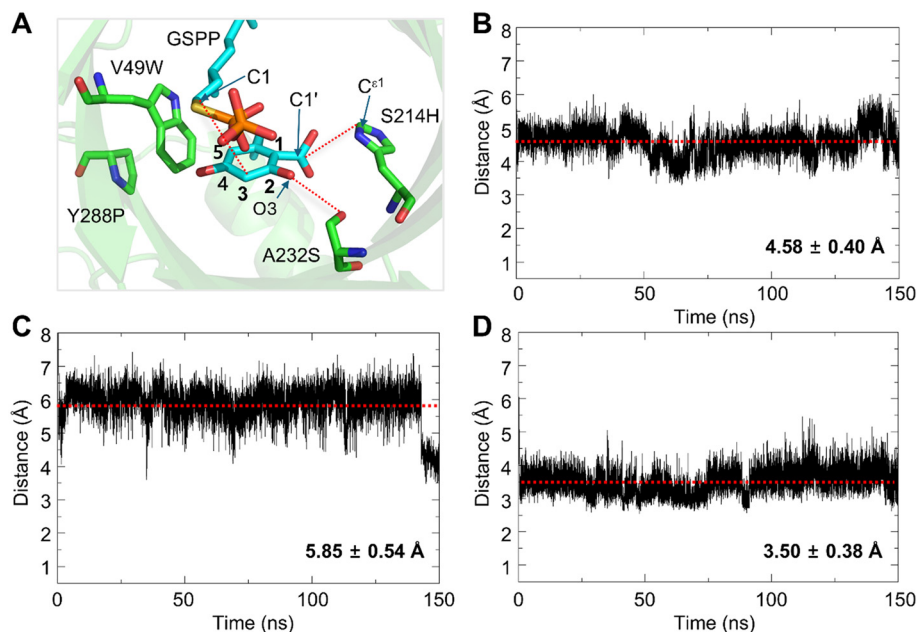 A
GSPP
V49W
C1
C1'
Cε1
S214H
1
5
4
3
2
O3
Y288P
A232S
B
Distance (Å)
8
7
6
5
4
3
2
1
4.58 ± 0.40 Å
0
50
100
150
Time (ns)
C
Distance (Å)
8
7
6
5
4
3
2
1
5.85 ± 0.54 Å
0
50
100
150
Time (ns)
D
Distance (Å)
8
7
6
5
4
3
2
1
3.50 ± 0.38 Å
0
50
100
150
Time (ns)